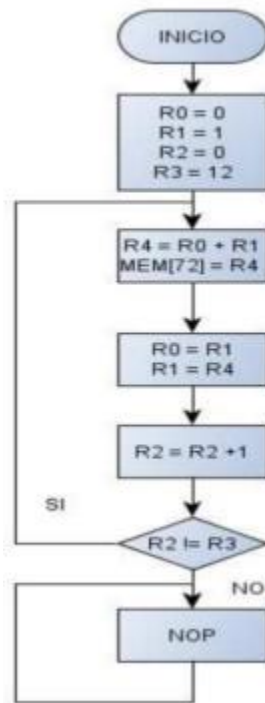 INICIO
R0 = 0
R1 = 1
R2 = 0
R3 = 12
R4 = R0 + R1
MEM[72] = R4
R0 = R1
R1 = R4
R2 = R2 +1
SI
R2 != R3
NO
NOP